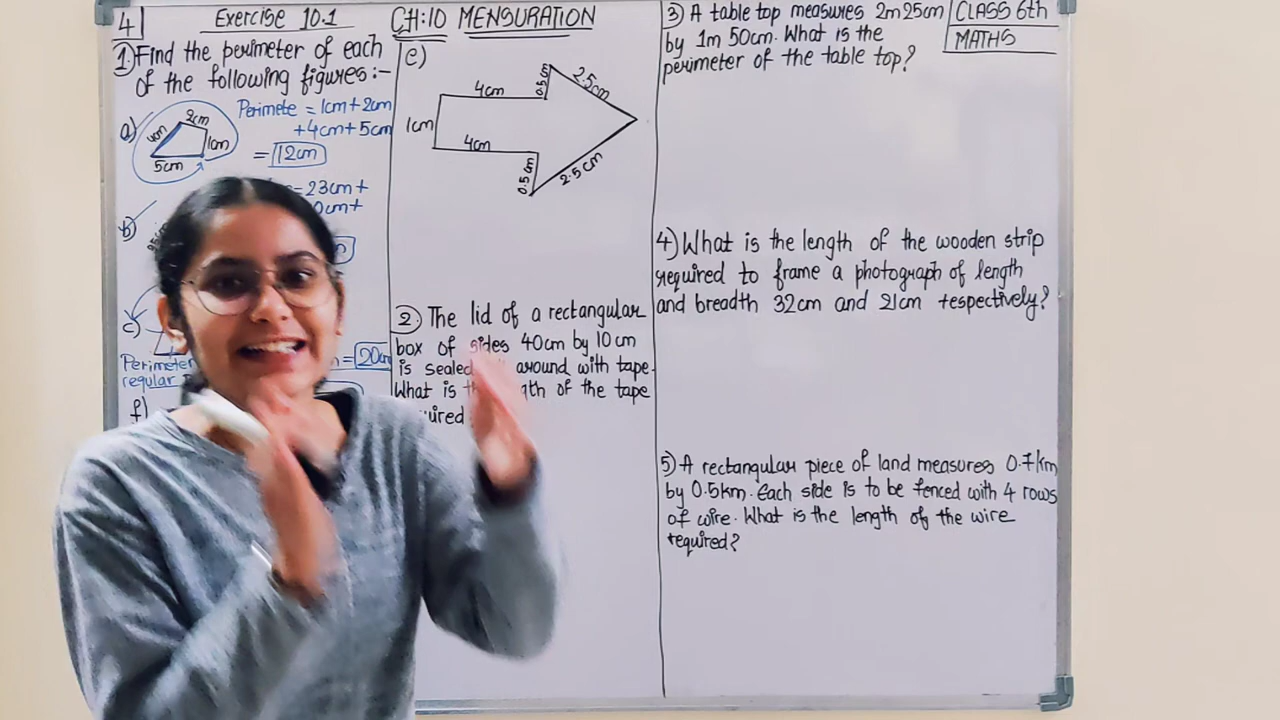 4
Exercise 10.1
CH:10 MENSURATION
CLASS 6th
MATHS
1) Find the perimeter of each
of the following figures:-
a)
4cm
2cm
1cm
5cm
Perimete = 1cm+2cm
+4cm+5cm
= 12cm
b)
23cm+
0cm+
c)
Perimeter
regular
= 20cm
f)
e)
4cm
0.5cm
2.5cm
1cm
4cm
0.5cm
2.5cm
2) The lid of a rectangular
box of sides 40cm by 10cm
is sealed around with tape.
What is of the tape
3) A table top measures 2m25cm
by 1m 50cm. What is the
perimeter of the table top?
4) What is the length of the wooden strip
required to frame a photograph of length
and breadth 32cm and 21cm respectively?
5) A rectangular piece of land measures 0.7km
by 0.5km. Each side is to be fenced with 4 rows
of wire. What is the length of the wire
required?